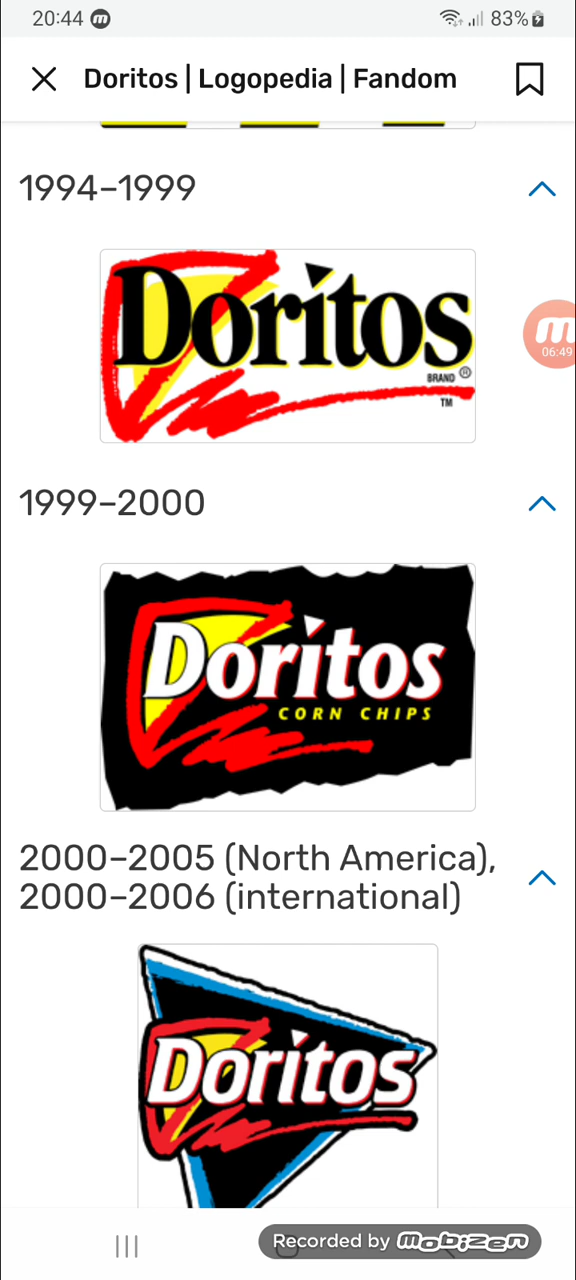 20:44 m 83%
Doritos | Logopedia | Fandom
1994–1999
Doritos
BRAND ®
TM
m
06:49
1999–2000
Doritos
CORN CHIPS
2000–2005 (North America),
2000–2006 (international)
Doritos
Recorded by mobizen